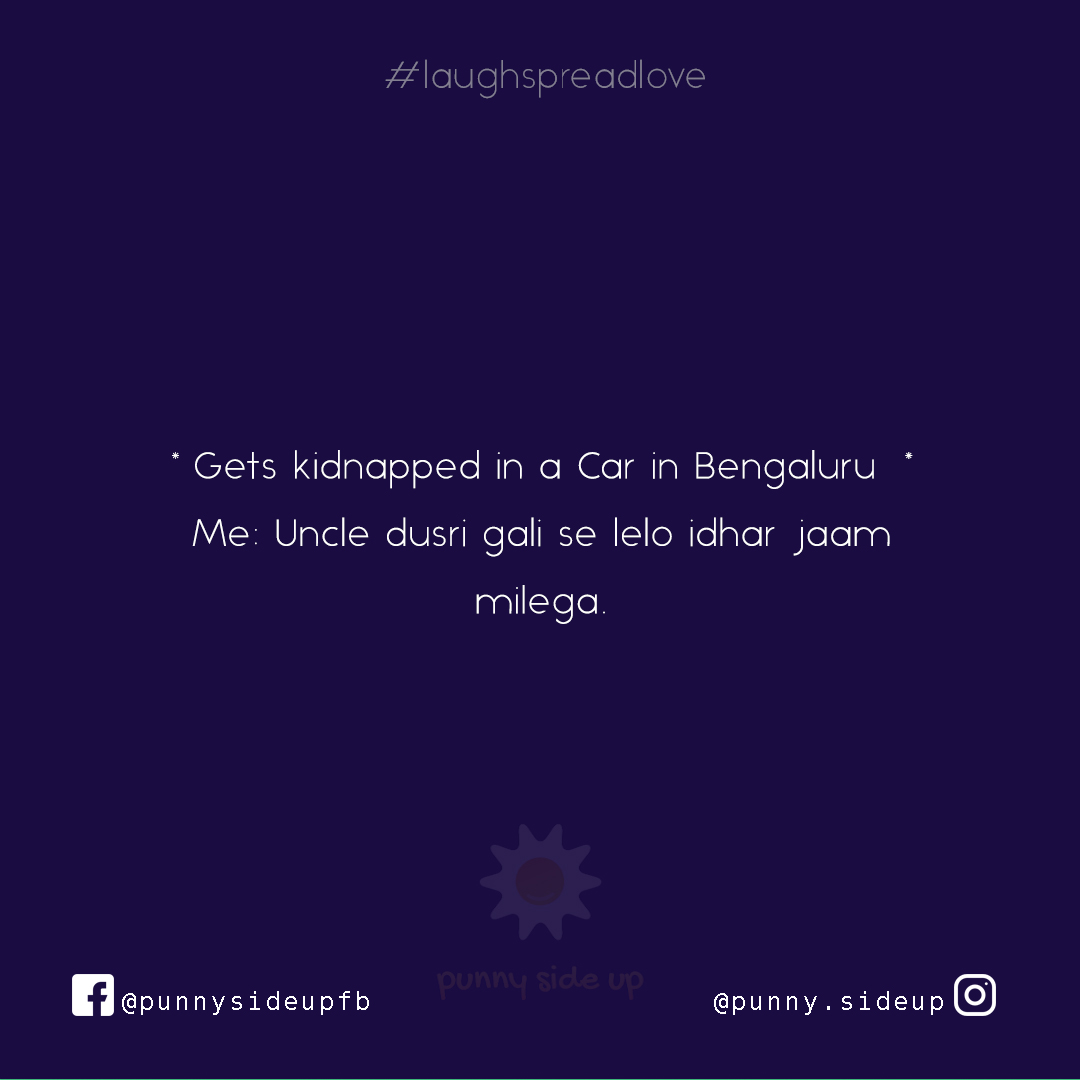 #laughspreadlove
* Gets kidnapped in a Car in Bengaluru *
Me: Uncle dusri gali se lelo idhar jaam
milega.
punny side up
@punnysideupfb
@punny.sideup